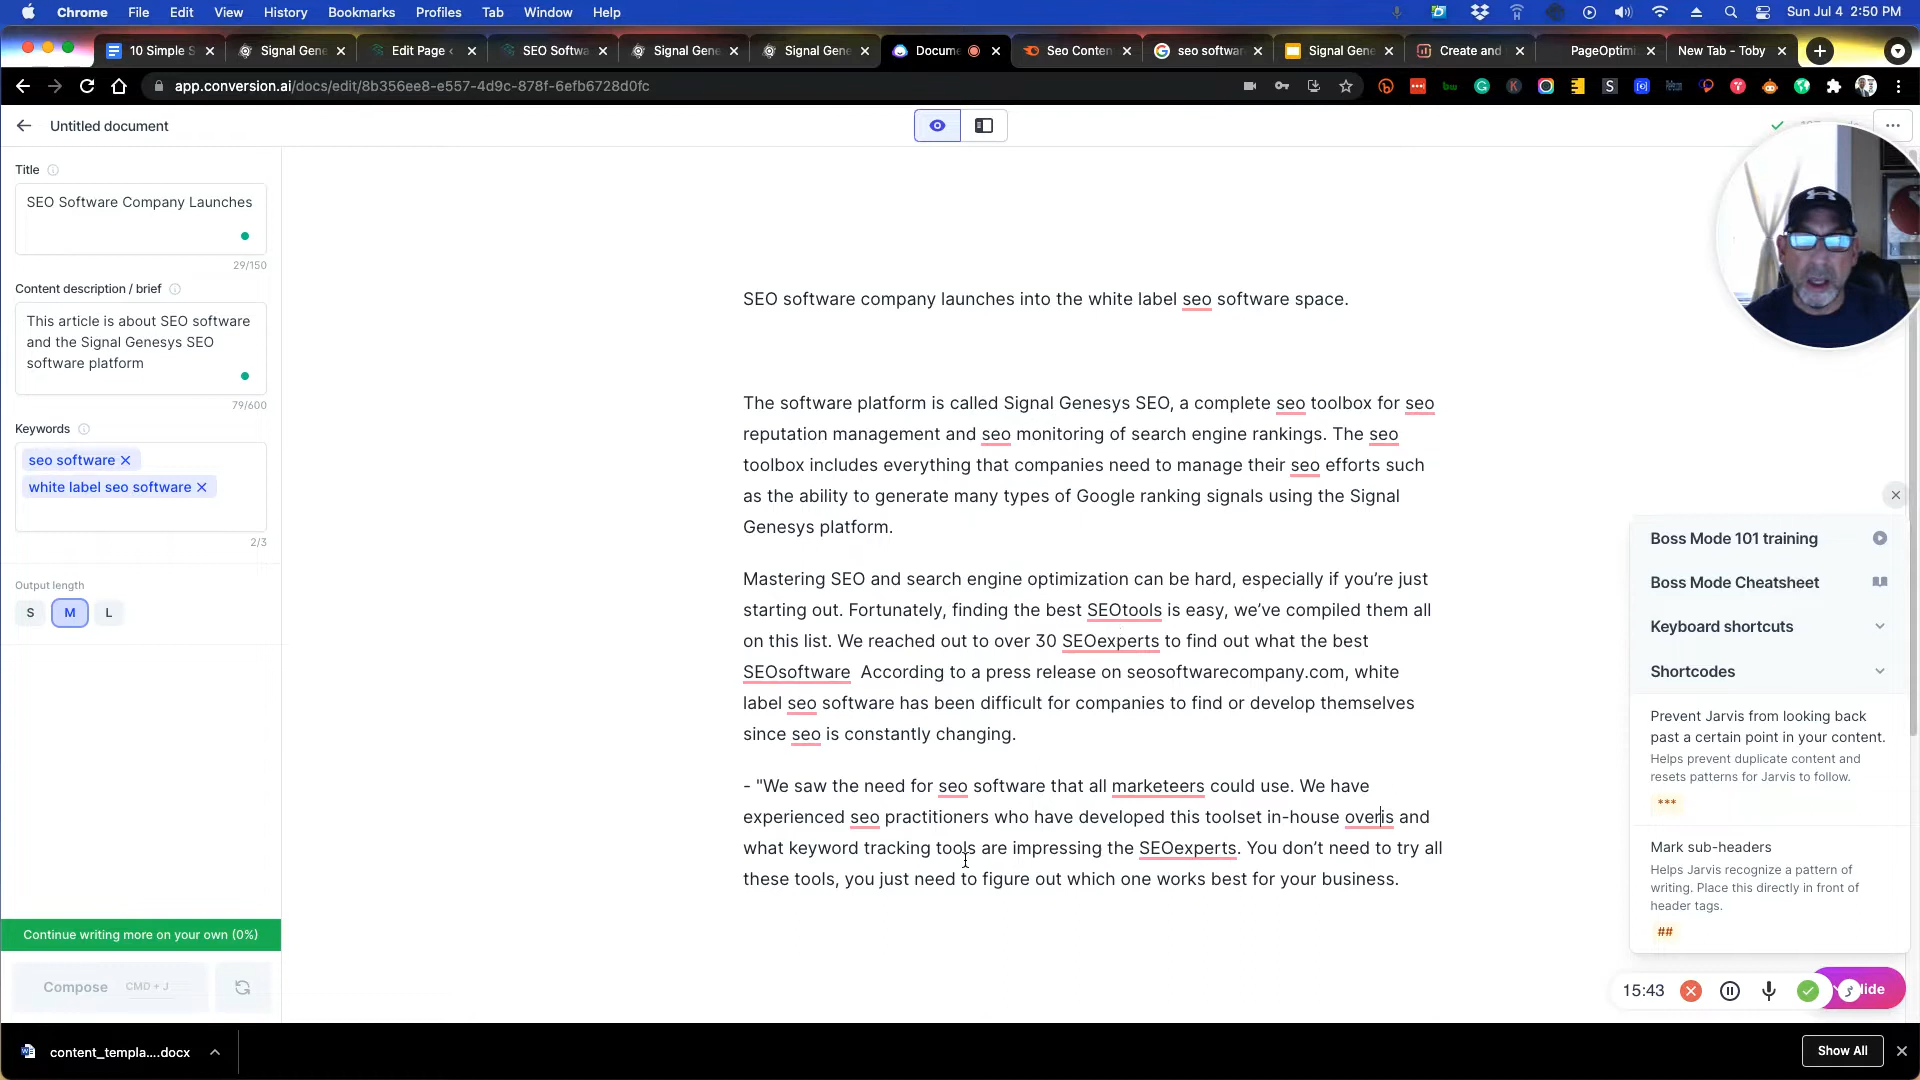 Chrome File Edit View History Bookmarks Profiles Tab Window Help Sun Jul 4 2:50 PM
10 Simple S Signal Gene Edit Page ‹ SEO Softwa Signal Gene Signal Gene Docume Seo Conten seo softwar Signal Gene Create and PageOptim New Tab - Toby
app.conversion.ai/docs/edit/8b356ee8-e557-4d9c-878f-6efb6728d0fc
Untitled document
Title
SEO Software Company Launches
29/150
Content description / brief
This article is about SEO software
and the Signal Genesys SEO
software platform
79/600
Keywords
seo software
white label seo software
2/3
Output length
S M L
Continue writing more on your own (0%)
Compose CMD + J
SEO software company launches into the white label seo software space.
The software platform is called Signal Genesys SEO, a complete seo toolbox for seo
reputation management and seo monitoring of search engine rankings. The seo
toolbox includes everything that companies need to manage their seo efforts such
as the ability to generate many types of Google ranking signals using the Signal
Genesys platform.
Mastering SEO and search engine optimization can be hard, especially if you’re just
starting out. Fortunately, finding the best SEOtools is easy, we’ve compiled them all
on this list. We reached out to over 30 SEOexperts to find out what the best
SEOsoftware  According to a press release on seosoftwarecompany.com, white
label seo software has been difficult for companies to find or develop themselves
since seo is constantly changing.
- "We saw the need for seo software that all marketeers could use. We have
experienced seo practitioners who have developed this toolset in-house overis and
what keyword tracking tools are impressing the SEOexperts. You don’t need to try all
these tools, you just need to figure out which one works best for your business.
Boss Mode 101 training
Boss Mode Cheatsheet
Keyboard shortcuts
Shortcodes
Prevent Jarvis from looking back
past a certain point in your content.
Helps prevent duplicate content and
resets patterns for Jarvis to follow.
***
Mark sub-headers
Helps Jarvis recognize a pattern of
writing. Place this directly in front of
header tags.
##
15:43
content_templa....docx
Show All